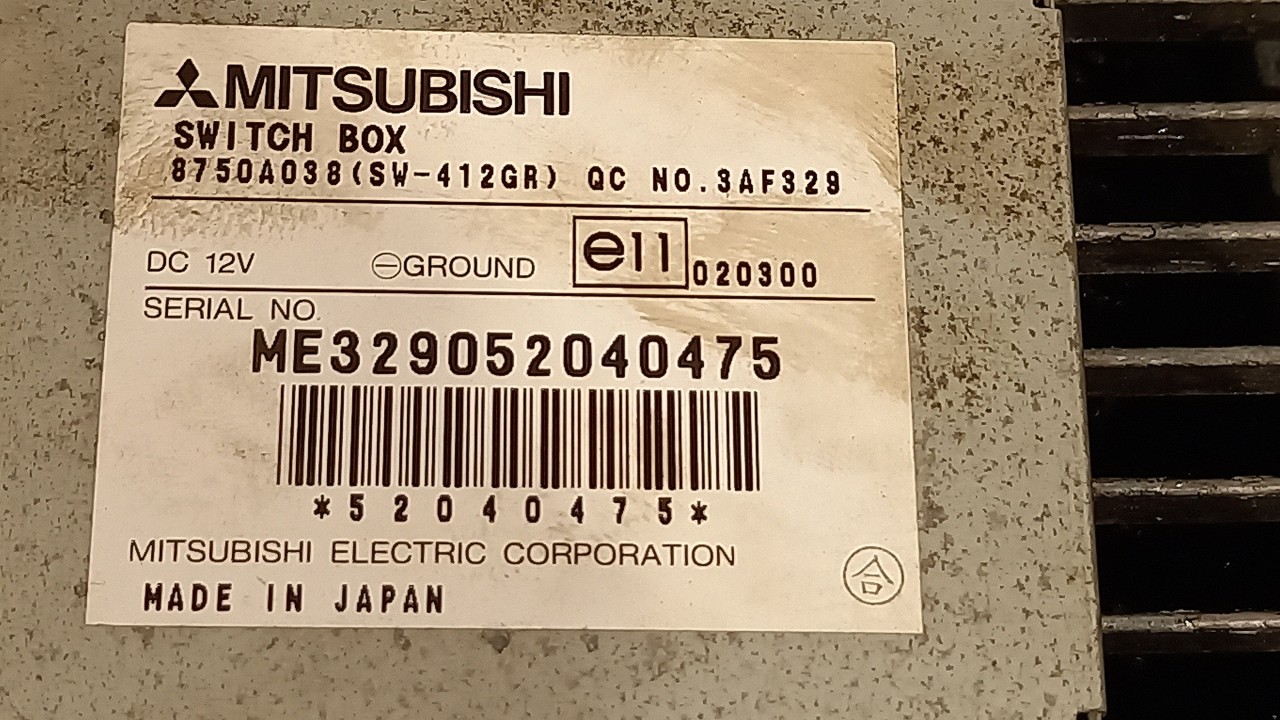 MITSUBISHI
SWITCH BOX
8750A038(SW-412GR) QC NO.3AF329
DC 12V ⊖GROUND e11 020300
SERIAL NO.
ME329052040475
*52040475*
MITSUBISHI ELECTRIC CORPORATION
MADE IN JAPAN
合